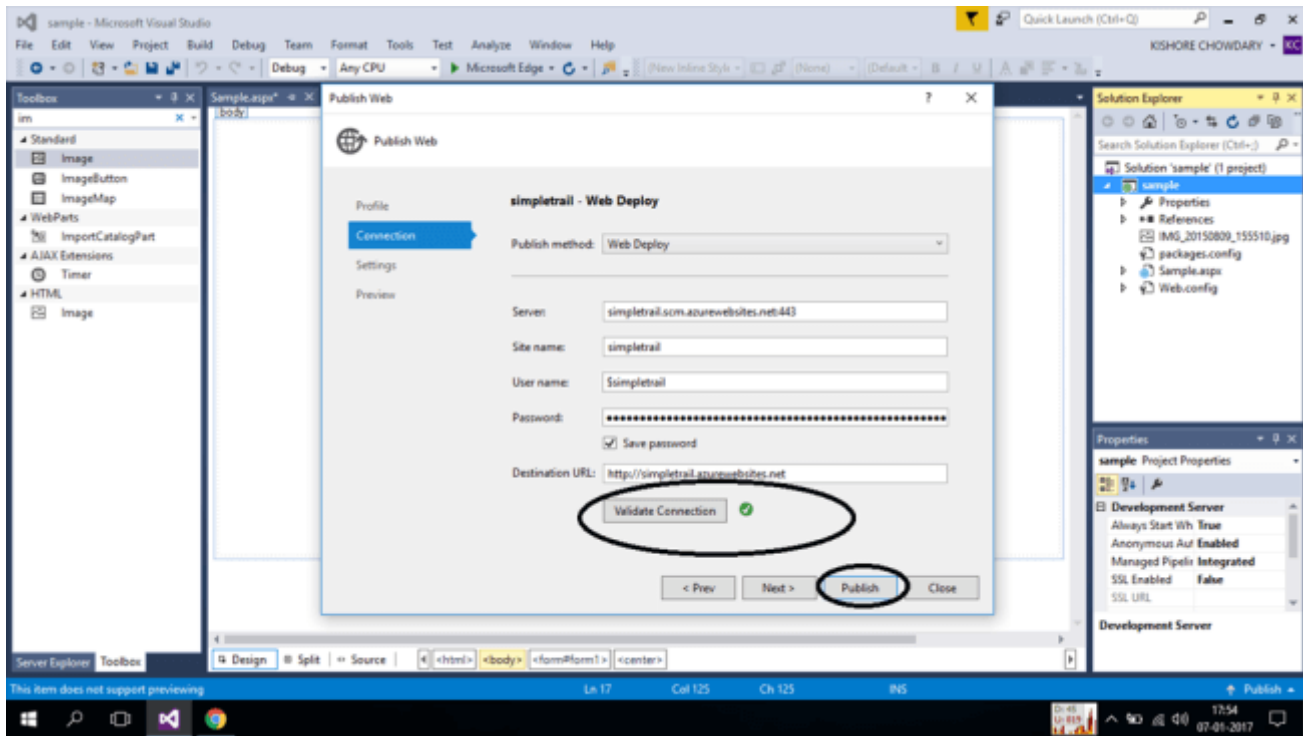 sample - Microsoft Visual Studio
Quick Launch (Ctrl+Q)
File Edit View Project Build Debug Team Format Tools Test Analyze Window Help
KISHORE CHOWDARY
KC
Debug Any CPU Microsoft Edge (New Inline Style (None) (Default
Toolbox
im
Standard
Image
ImageButton
ImageMap
WebParts
ImportCatalogPart
AJAX Extensions
Timer
HTML
Image
Server Explorer Toolbox
Sample.aspx*
body
Publish Web
? X
Publish Web
Profile
Connection
Settings
Preview
simpletrail - Web Deploy
Publish method: Web Deploy
Server: simpletrail.scm.azurewebsites.net:443
Site name: simpletrail
User name: $simpletrail
Password:
Save password
Destination URL: http://simpletrail.azurewebsites.net
Validate Connection
< Prev Next > Publish Close
Design Split Source <html> <body> <form#form1> <center>
Solution Explorer
Search Solution Explorer (Ctrl+;)
Solution 'sample' (1 project)
sample
Properties
References
IMG_20150809_155510.jpg
packages.config
Sample.aspx
Web.config
Properties
sample Project Properties
Development Server
Always Start Wh True
Anonymous Aut Enabled
Managed Pipelin Integrated
SSL Enabled False
SSL URL
Development Server
This item does not support previewing Ln 17 Col 125 Ch 125 INS Publish
17:54
07-01-2017